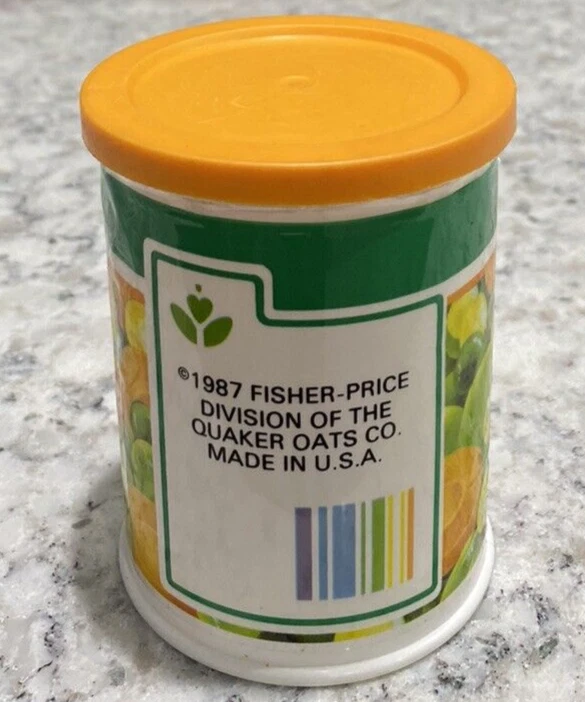 ©1987 FISHER-PRICE
DIVISION OF THE
QUAKER OATS CO.
MADE IN U.S.A.